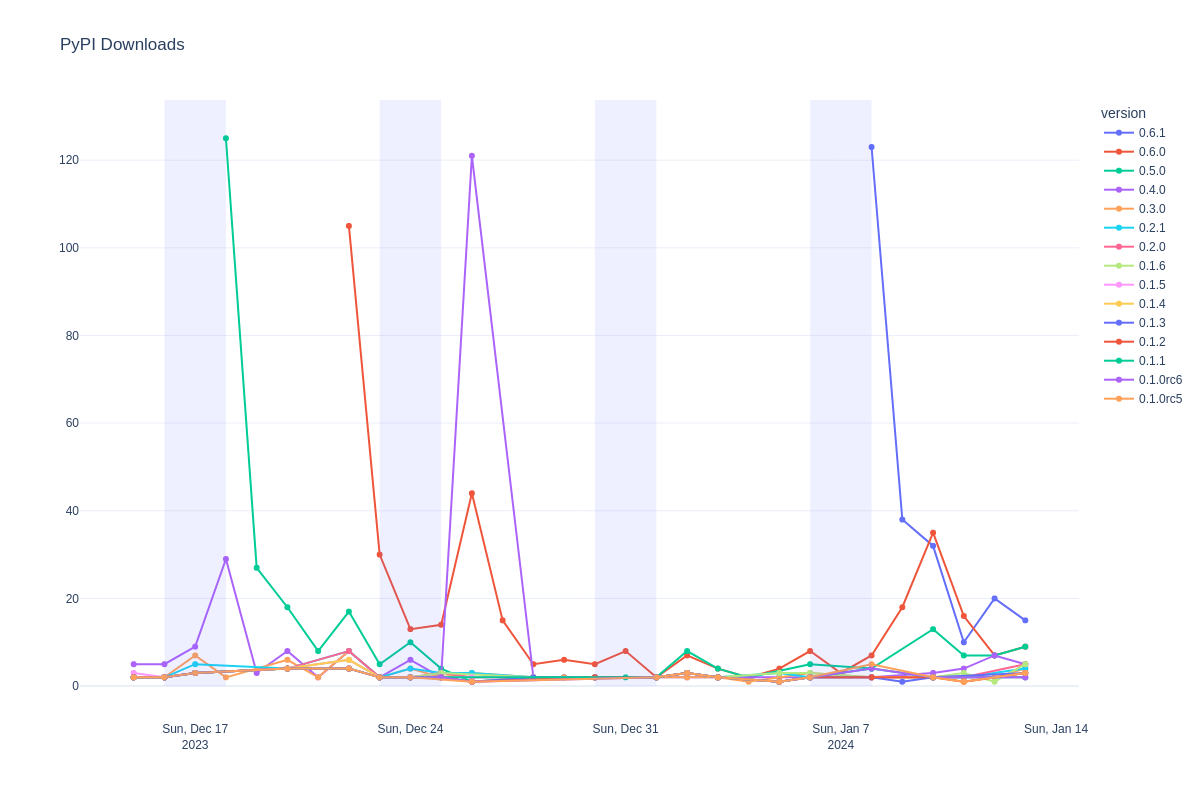 PyPI Downloads
version
0.6.1
0.6.0
0.5.0
0.4.0
0.3.0
0.2.1
0.2.0
0.1.6
0.1.5
0.1.4
0.1.3
0.1.2
0.1.1
0.1.0rc6
0.1.0rc5
120
100
80
60
40
20
0
Sun, Dec 17
2023
Sun, Dec 24
Sun, Dec 31
Sun, Jan 7
2024
Sun, Jan 14